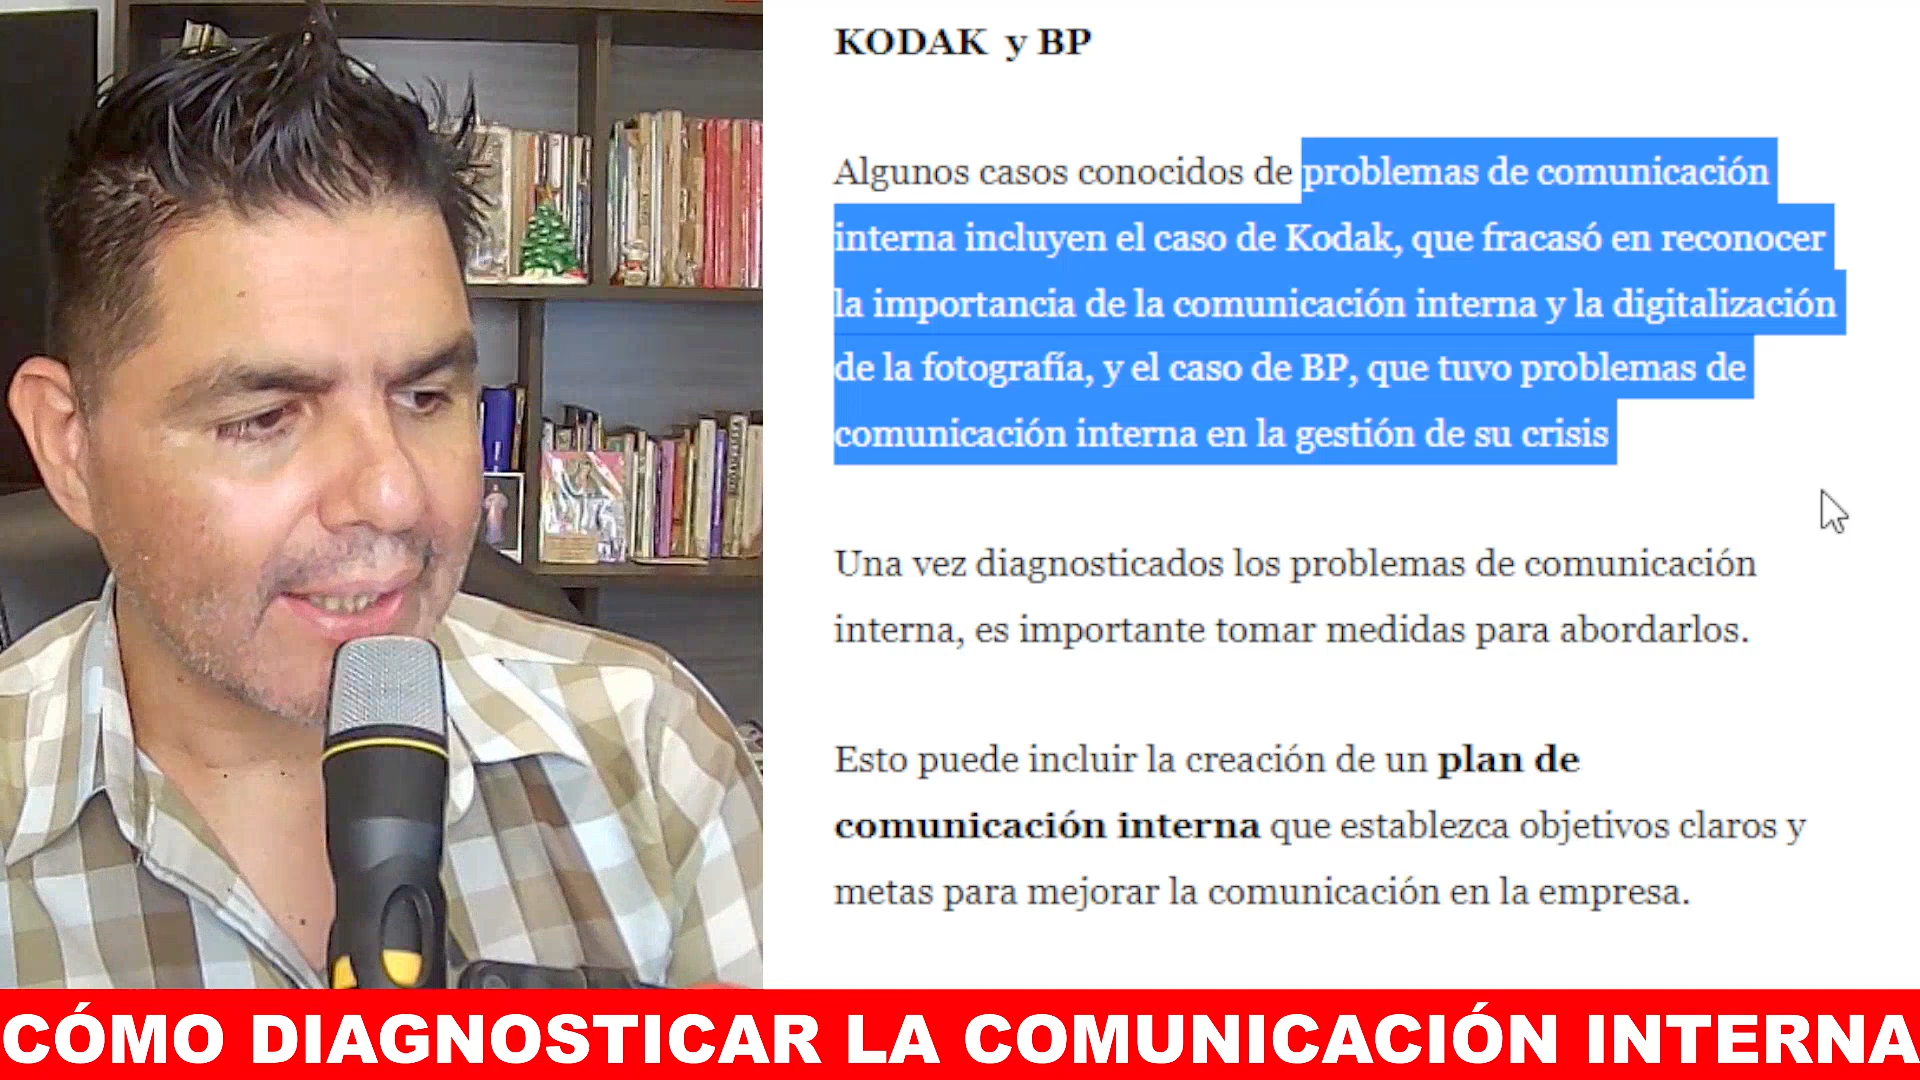 KODAK y BP
Algunos casos conocidos de problemas de comunicación
interna incluyen el caso de Kodak, que fracasó en reconocer
la importancia de la comunicación interna y la digitalización
de la fotografía, y el caso de BP, que tuvo problemas de
comunicación interna en la gestión de su crisis
Una vez diagnosticados los problemas de comunicación
interna, es importante tomar medidas para abordarlos.
Esto puede incluir la creación de un plan de
comunicación interna que establezca objetivos claros y
metas para mejorar la comunicación en la empresa.
CÓMO DIAGNOSTICAR LA COMUNICACIÓN INTERNA